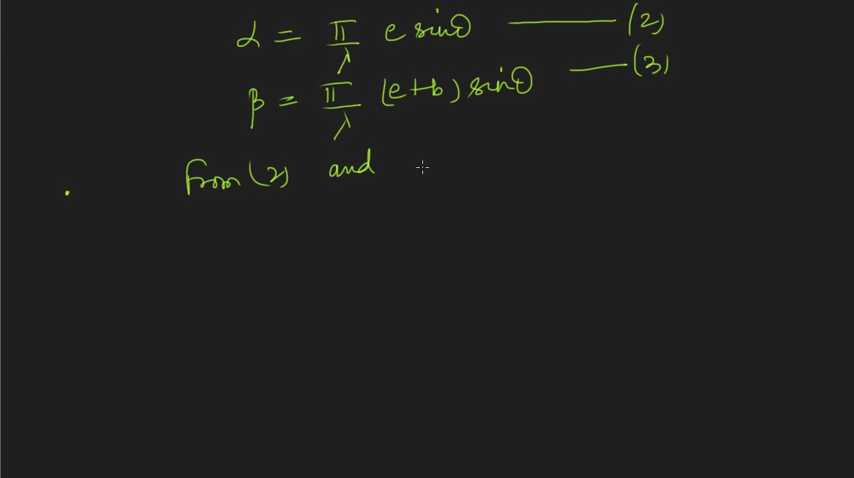 α = π/λ e sinθ —— (2)
β = π/λ (e+b) sinθ —— (3)
From (2) and